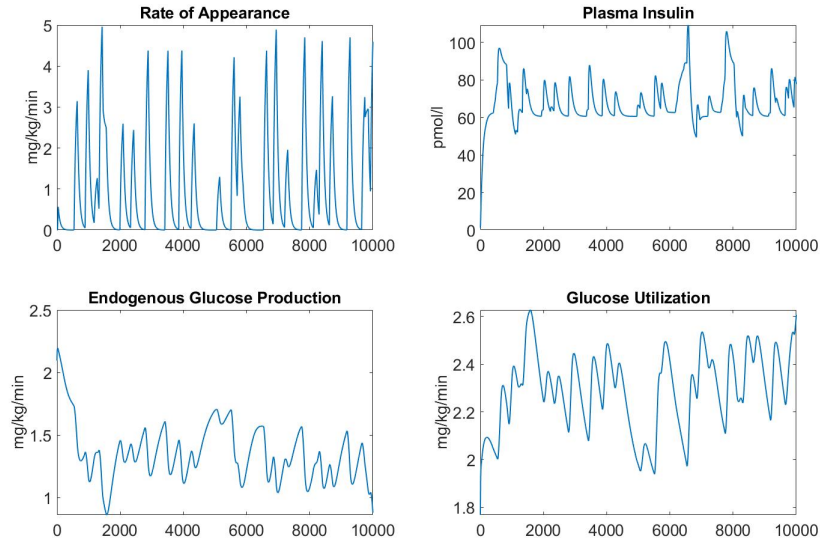 Rate of Appearance
mg/kg/min
5
4
3
2
1
0
0 2000 4000 6000 8000 10000
Plasma Insulin
pmol/l
100
80
60
40
20
0
0 2000 4000 6000 8000 10000
Endogenous Glucose Production
mg/kg/min
2.5
2
1.5
1
0 2000 4000 6000 8000 10000
Glucose Utilization
mg/kg/min
2.6
2.4
2.2
2
1.8
0 2000 4000 6000 8000 10000